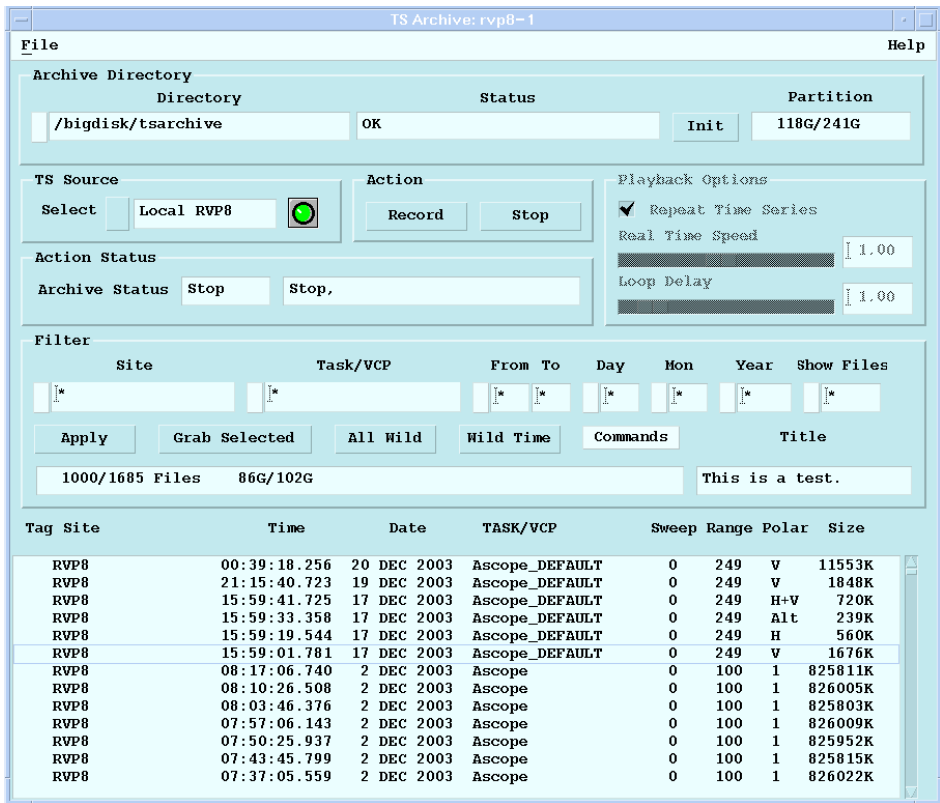 TS Archive: rvp8-1
File Help
Archive Directory
Directory Status Partition
/bigdisk/tsarchive OK Init 118G/241G
TS Source Action Playback Options
Select Local RVP8 Record Stop Repeat Time Series
Real Time Speed
1.00
Action Status
Archive Status Stop Stop,
Loop Delay
1.00
Filter
Site Task/VCP From To Day Mon Year Show Files
* * * * * * * *
Apply Grab Selected All Wild Wild Time Commands Title
1000/1685 Files 86G/102G This is a test.
Tag Site Time Date TASK/VCP Sweep Range Polar Size
RVP8 00:39:18.256 20 DEC 2003 Ascope_DEFAULT 0 249 V 11553K
RVP8 21:15:40.723 19 DEC 2003 Ascope_DEFAULT 0 249 V 1848K
RVP8 15:59:41.725 17 DEC 2003 Ascope_DEFAULT 0 249 H+V 720K
RVP8 15:59:33.358 17 DEC 2003 Ascope_DEFAULT 0 249 Alt 239K
RVP8 15:59:19.544 17 DEC 2003 Ascope_DEFAULT 0 249 H 560K
RVP8 15:59:01.781 17 DEC 2003 Ascope_DEFAULT 0 249 V 1676K
RVP8 08:17:06.740 2 DEC 2003 Ascope 0 100 1 825811K
RVP8 08:10:26.508 2 DEC 2003 Ascope 0 100 1 826005K
RVP8 08:03:46.376 2 DEC 2003 Ascope 0 100 1 825803K
RVP8 07:57:06.143 2 DEC 2003 Ascope 0 100 1 826009K
RVP8 07:50:25.937 2 DEC 2003 Ascope 0 100 1 825952K
RVP8 07:43:45.799 2 DEC 2003 Ascope 0 100 1 825815K
RVP8 07:37:05.559 2 DEC 2003 Ascope 0 100 1 826022K